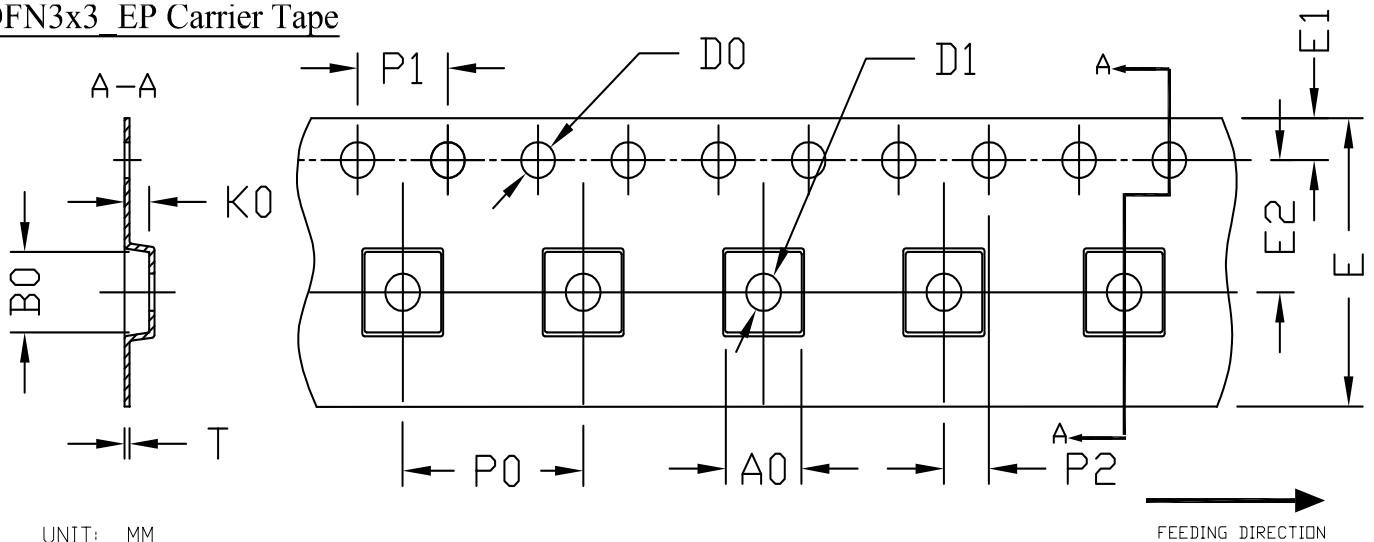 DFN3x3_EP Carrier Tape
A-A
P1
D0
D1
A
E1
K0
B0
E2
E
T
P0
A0
A
P2
UNIT: MM
FEEDING DIRECTION